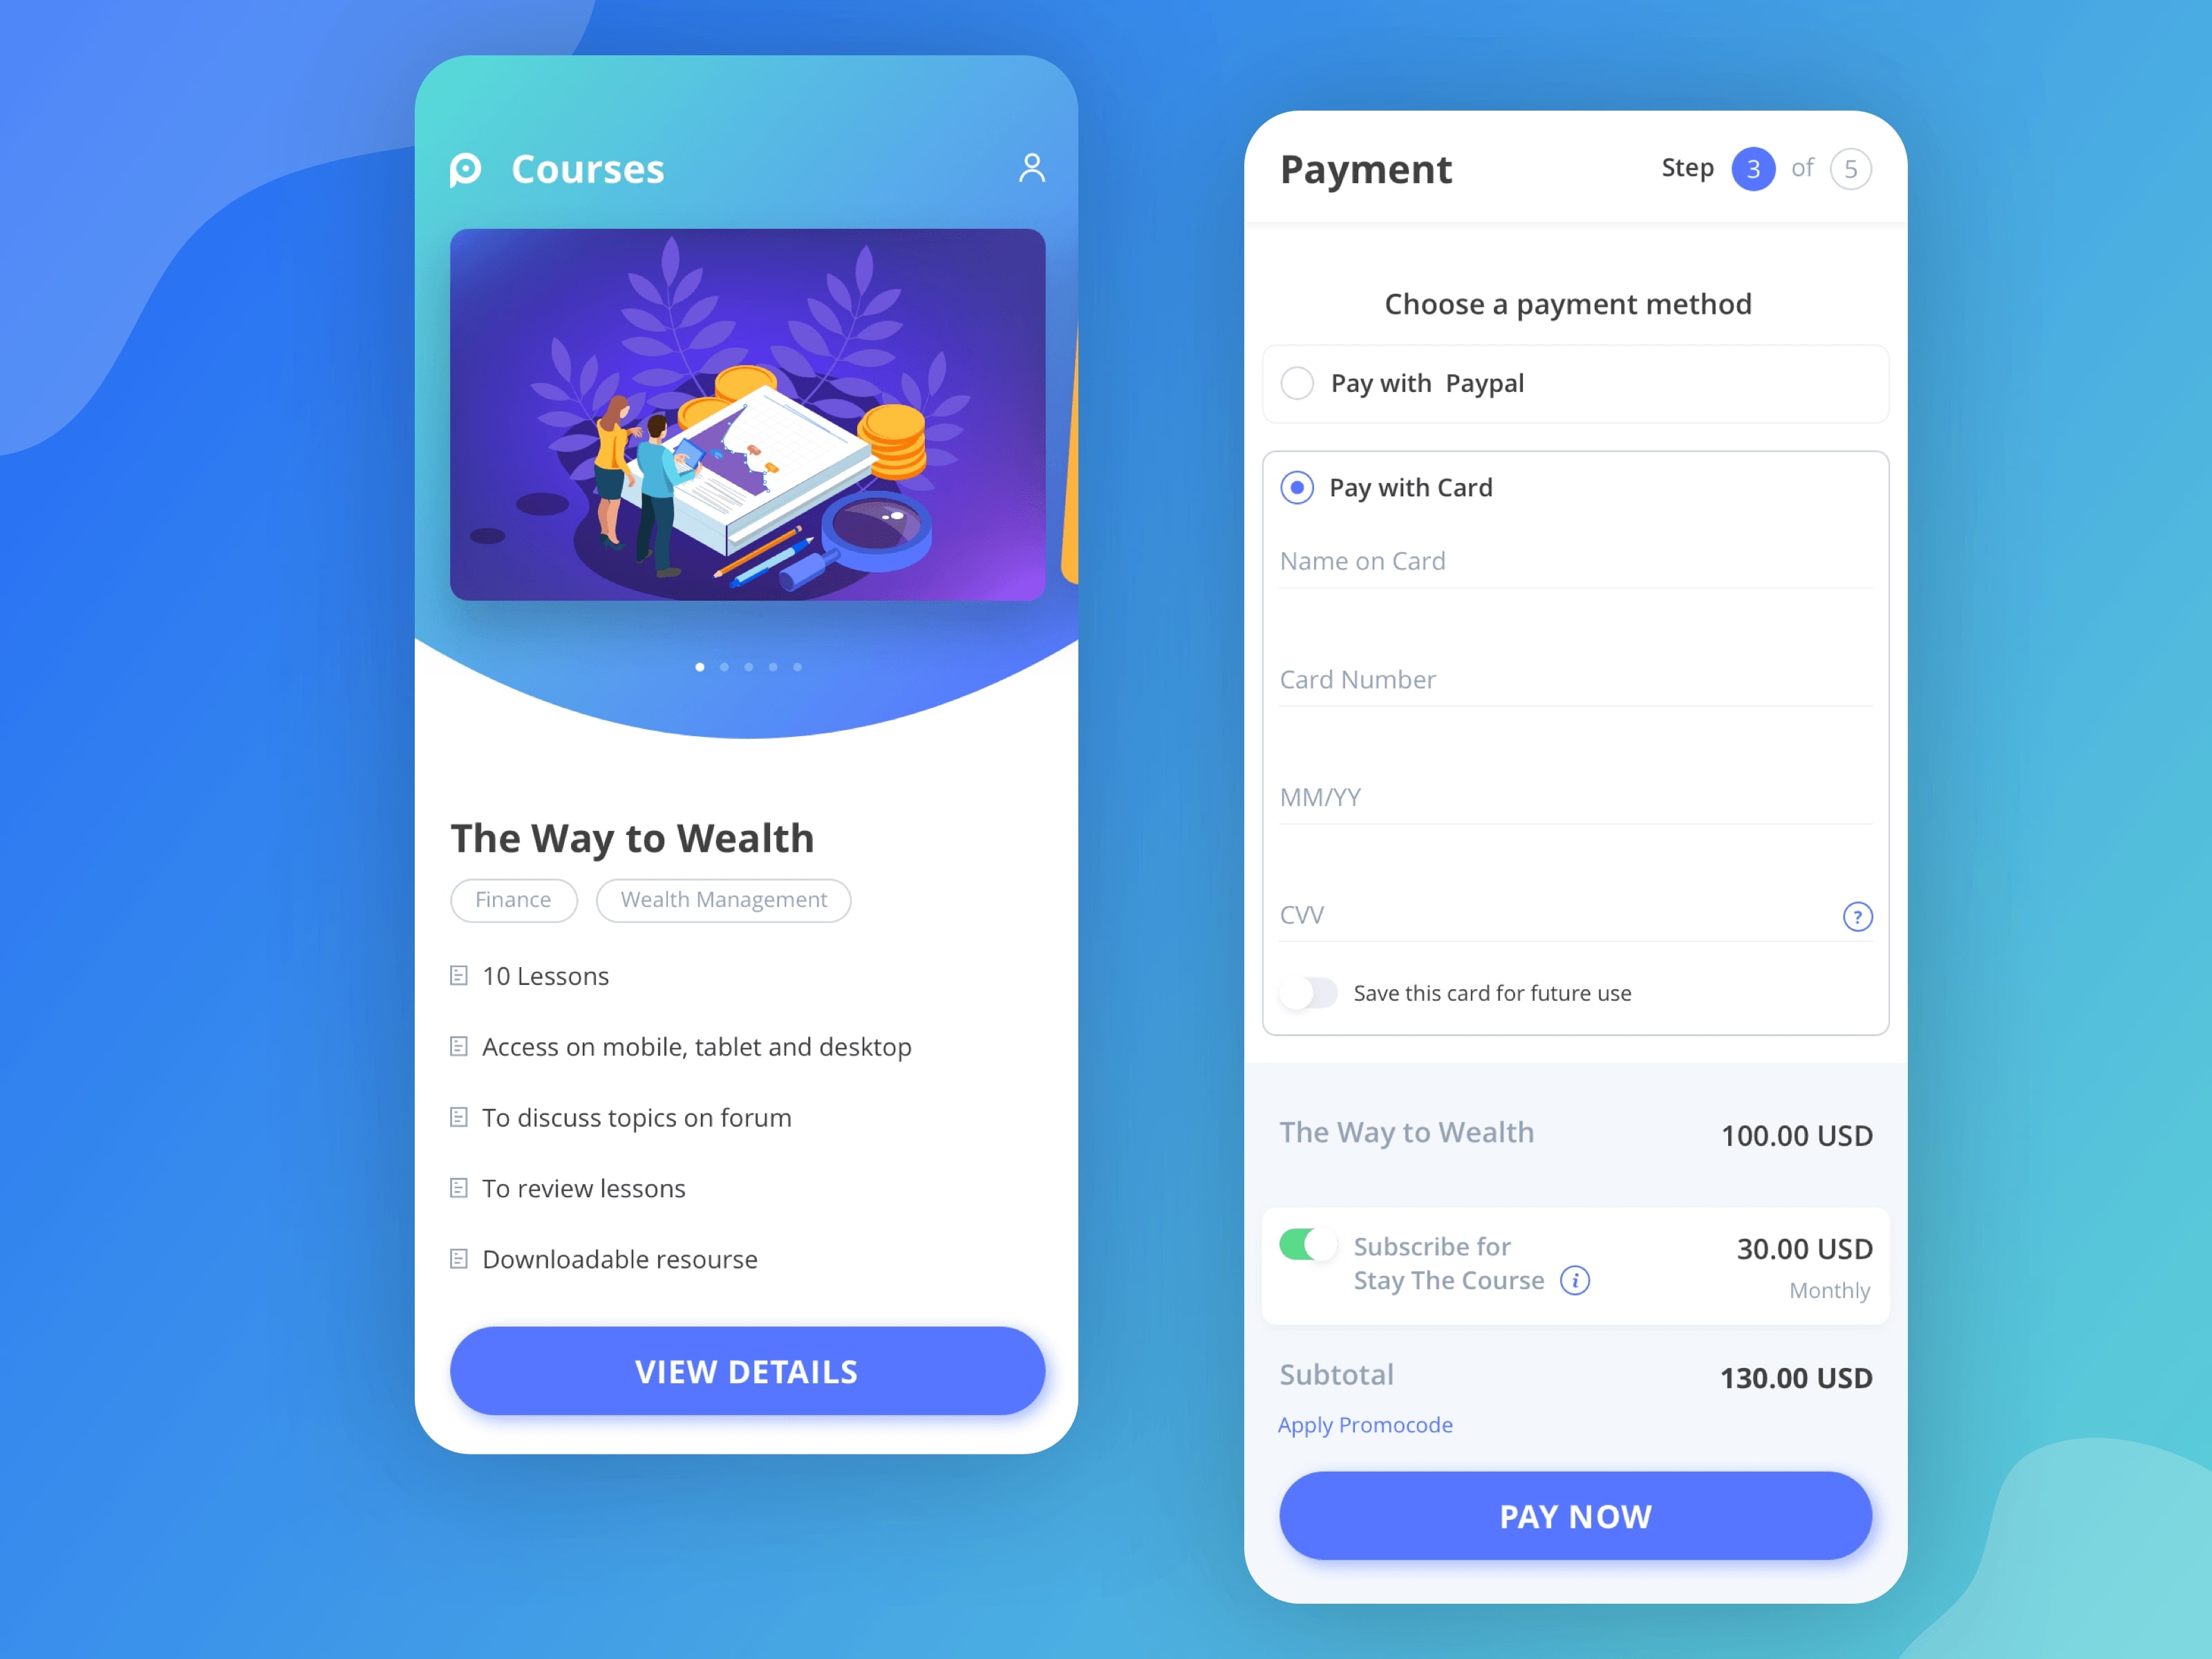 Courses
The Way to Wealth
Finance
Wealth Management
10 Lessons
Access on mobile, tablet and desktop
To discuss topics on forum
To review lessons
Downloadable resourse
VIEW DETAILS
Payment
Step 3 of 5
Choose a payment method
Pay with Paypal
Pay with Card
Name on Card
Card Number
MM/YY
CVV
?
Save this card for future use
The Way to Wealth 100.00 USD
Subscribe for 30.00 USD
Stay The Course i
Monthly
Subtotal 130.00 USD
Apply Promocode
PAY NOW